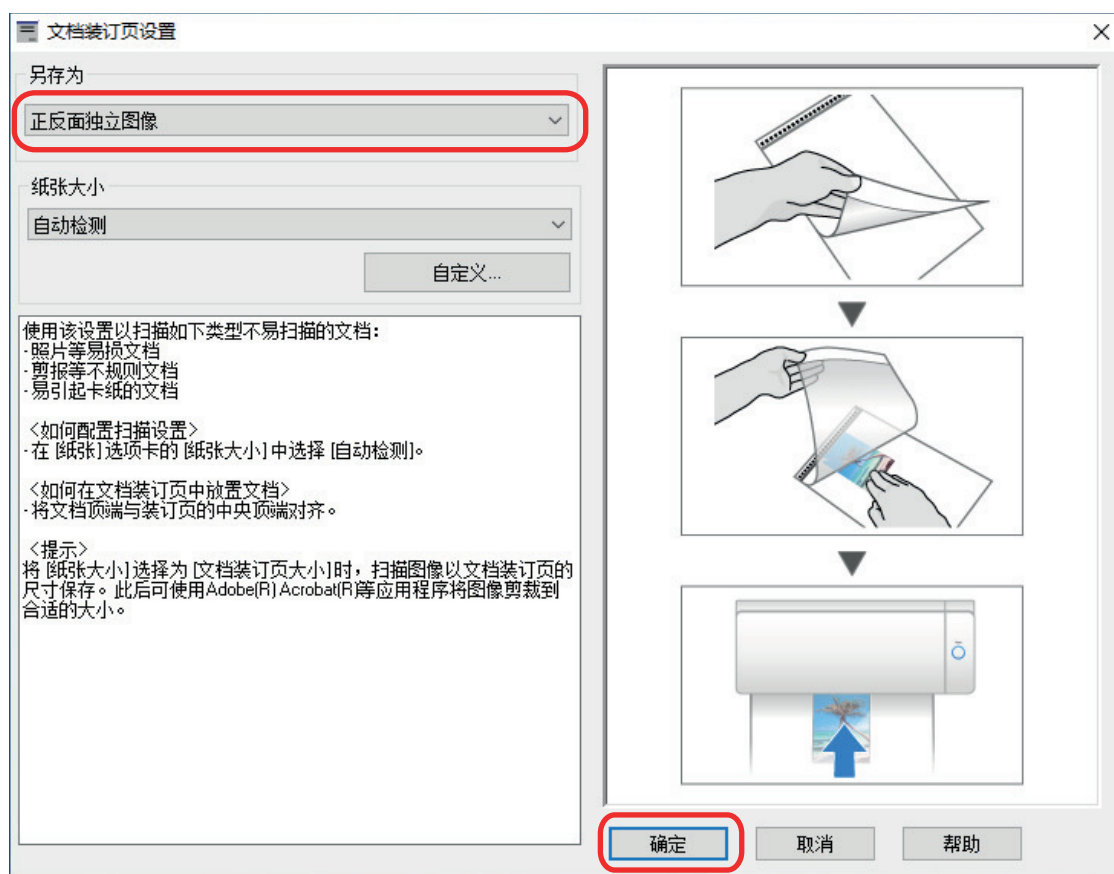 文档装订页设置
另存为
正反面独立图像
纸张大小
自动检测
自定义...
使用该设置以扫描如下类型不易扫描的文档：
·照片等易损文档
·剪报等不规则文档
·易引起卡纸的文档
<如何配置扫描设置>
·在 [纸张] 选项卡的 [纸张大小] 中选择 [自动检测]。
<如何在文档装订页中放置文档>
·将文档顶端与装订页的中央顶端对齐。
<提示>
将 [纸张大小] 选择为 [文档装订页大小] 时，扫描图像以文档装订页的
尺寸保存。此后可使用Adobe(R) Acrobat(R)等应用程序将图像剪裁到
合适的大小。
确定
取消
帮助